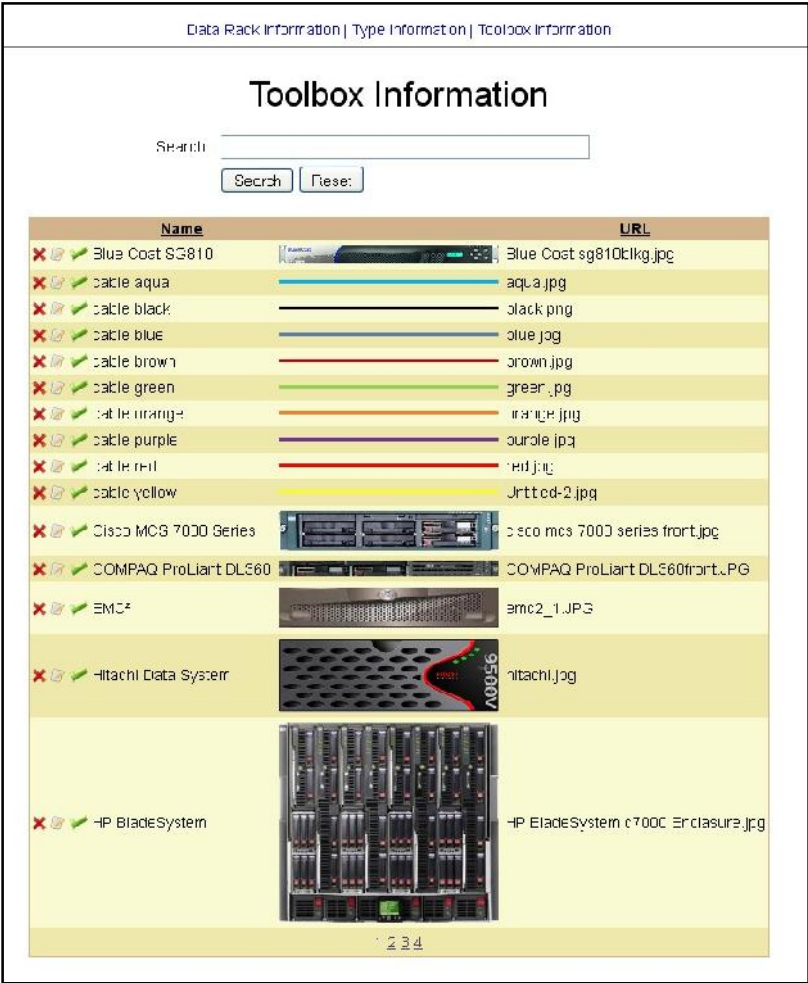 Data Rack Information | Type Information | Toolbox Information
Toolbox Information
Search
Search Reset
Name URL
Blue Coat SG810 Blue Coat sg810blkg.jpg
cable aqua aqua.jpg
cable black black.png
cable blue blue.jpg
cable brown brown.jpg
cable green green.jpg
cable orange orange.jpg
cable purple purple.jpg
cable red red.jpg
cable yellow Untitled-2.jpg
Cisco MCS 7000 Series cisco mcs 7000 series front.jpg
COMPAQ ProLiant DL360 COMPAQ ProLiant DL360front.JPG
EMC² emc2_1.JPG
Hitachi Data System 9500V hitachi.jpg
HP BladeSystem HP BladeSystem c7000 Enclasure.jpg
1 2 3 4